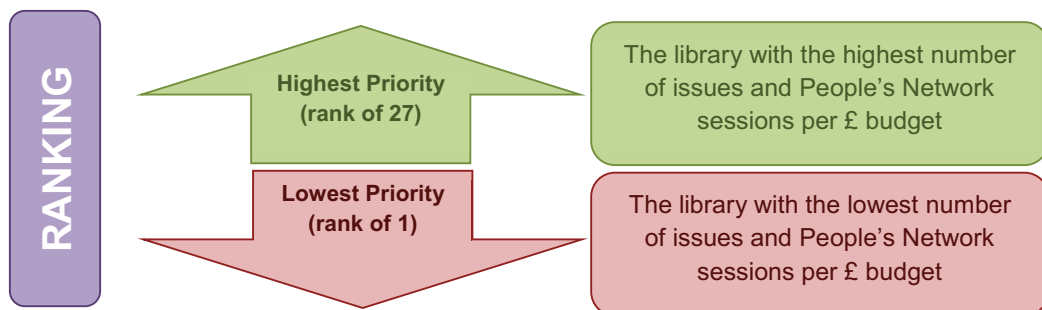 RANKING
Highest Priority
(rank of 27)
The library with the highest number
of issues and People’s Network
sessions per £ budget
Lowest Priority
(rank of 1)
The library with the lowest number
of issues and People’s Network
sessions per £ budget